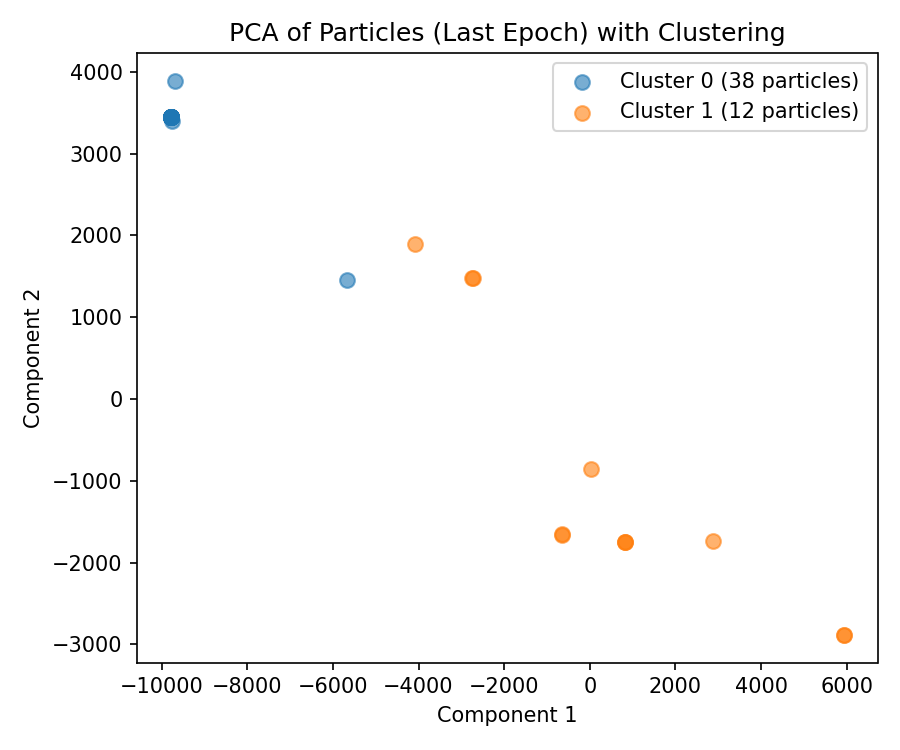 PCA of Particles (Last Epoch) with Clustering
Cluster 0 (38 particles)
Cluster 1 (12 particles)
4000
3000
2000
1000
0
−1000
−2000
−3000
Component 2
−10000 −8000 −6000 −4000 −2000 0 2000 4000 6000
Component 1